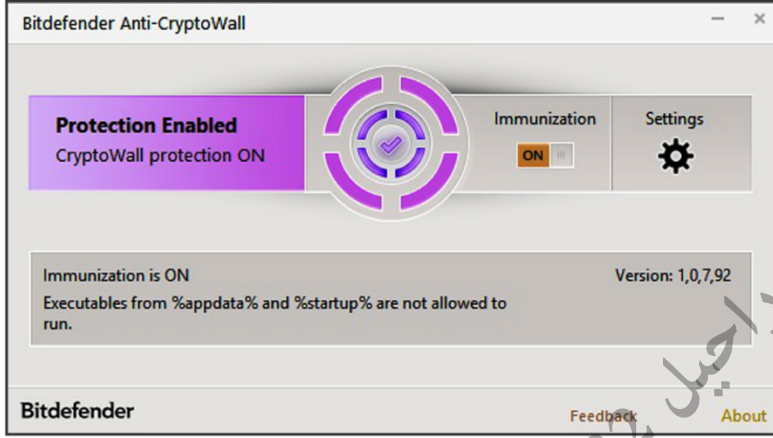 Bitdefender Anti-CryptoWall
Protection Enabled
CryptoWall protection ON
Immunization
ON
Settings
Immunization is ON
Version: 1,0,7,92
Executables from %appdata% and %startup% are not allowed to
run.
Bitdefender
Feedback
About